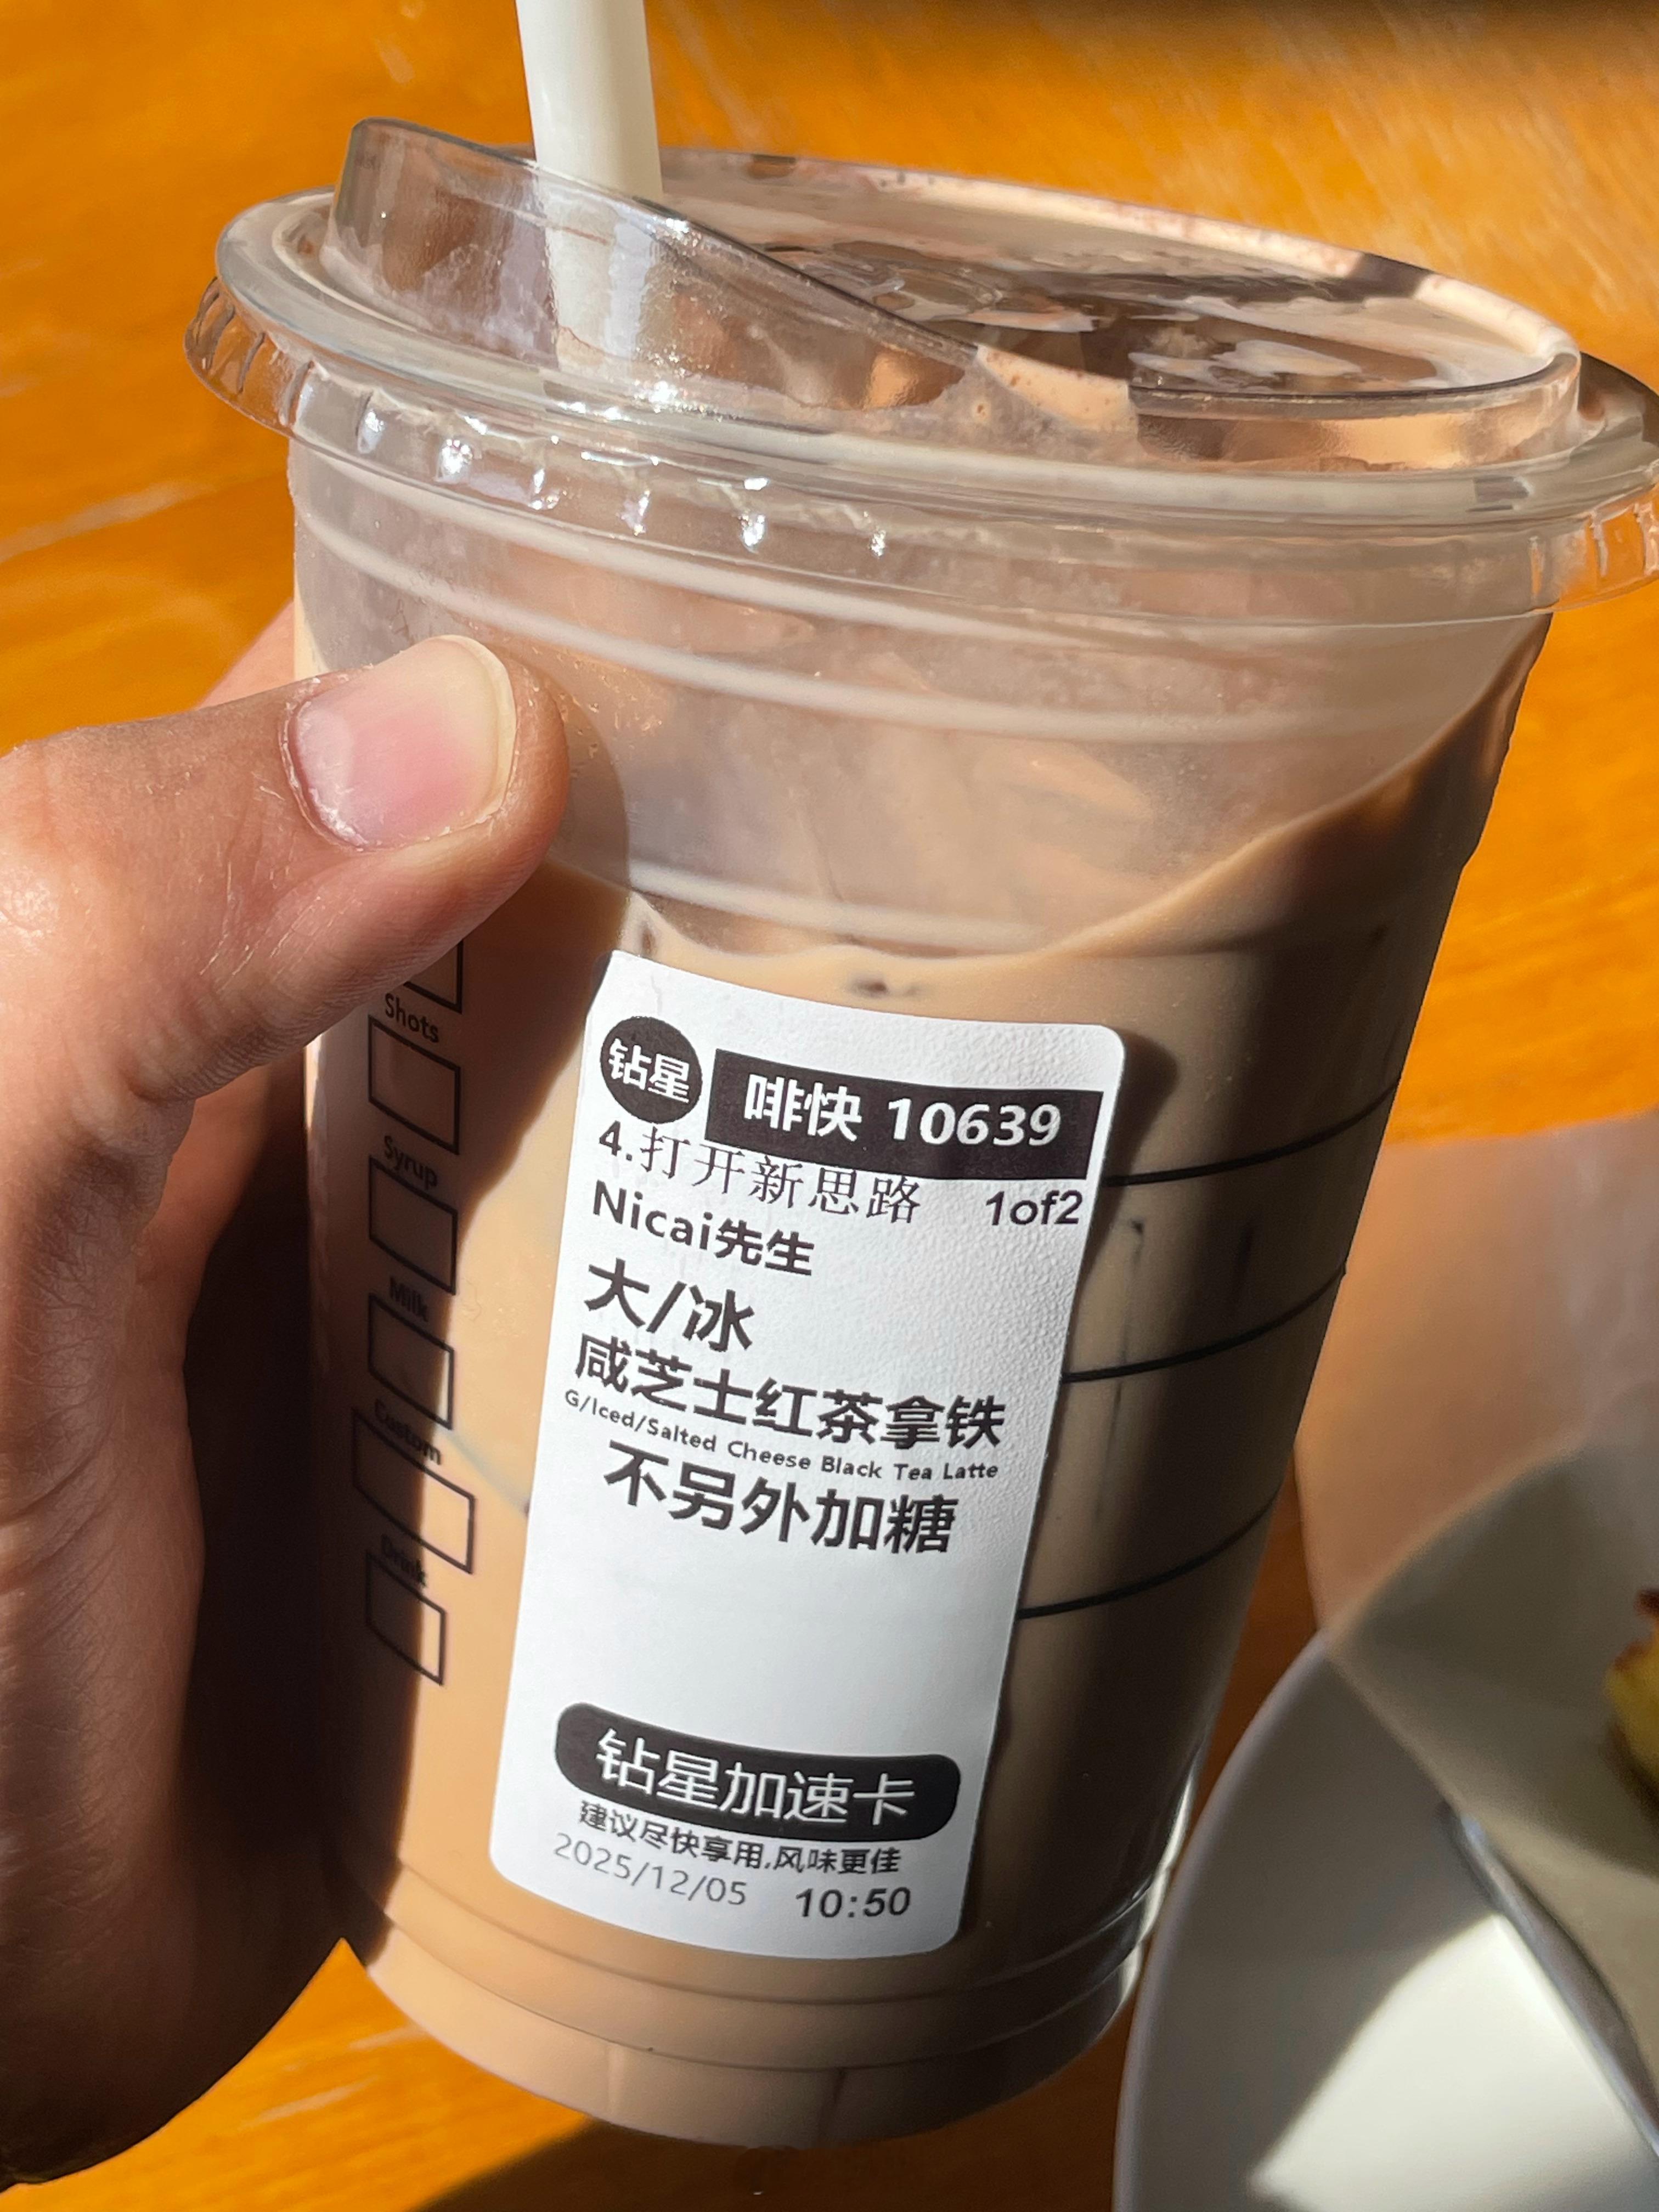 Shots
Syrup
Milk
Custom
Drink
钻星
啡快 10639
4.打开新思路 1of2
Nicai先生
大/冰
咸芝士红茶拿铁
G/Iced/Salted Cheese Black Tea Latte
不另外加糖
钻星加速卡
建议尽快享用,风味更佳
2025/12/05 10:50